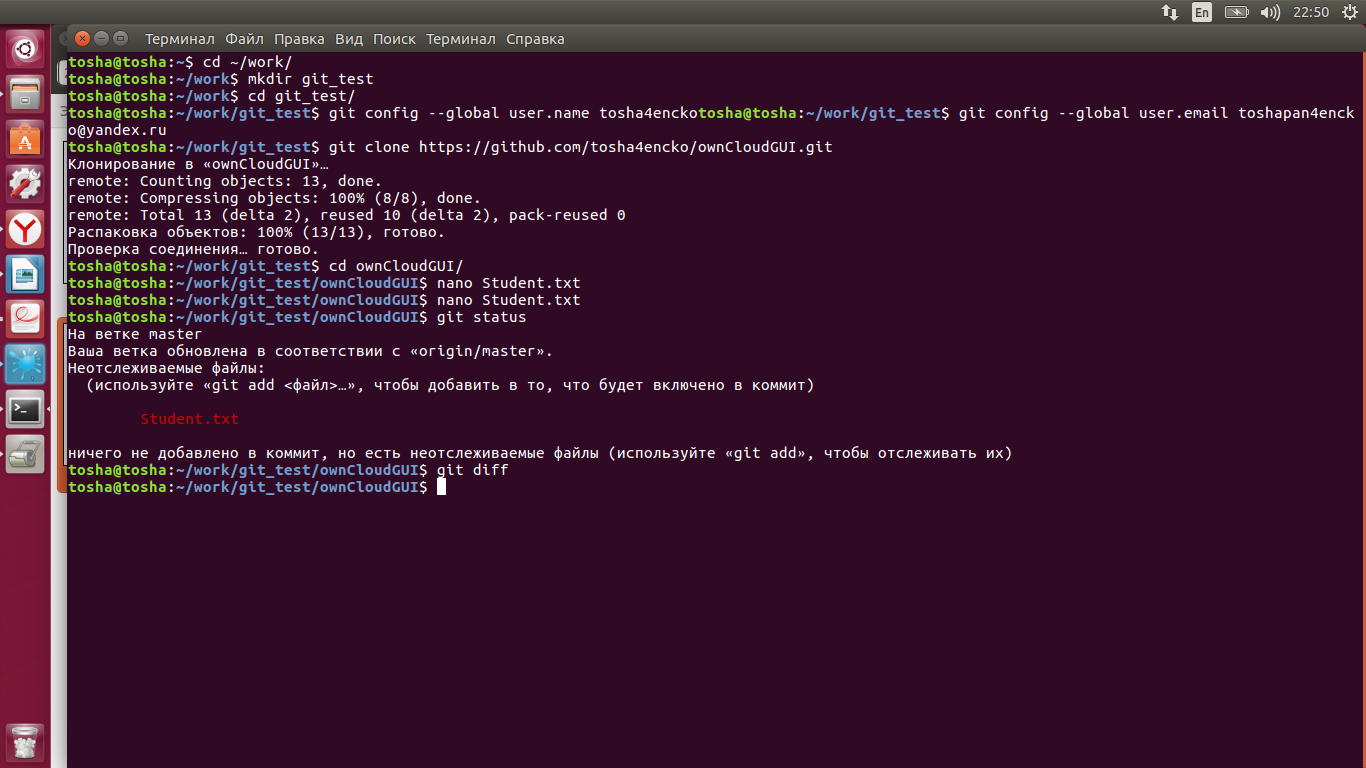 En 22:50
Терминал Файл Правка Вид Поиск Терминал Справка
tosha@tosha:~$ cd ~/work/
tosha@tosha:~/work$ mkdir git_test
tosha@tosha:~/work$ cd git_test/
tosha@tosha:~/work/git_test$ git config --global user.name tosha4enckotosha@tosha:~/work/git_test$ git config --global user.email toshapan4enck
o@yandex.ru
tosha@tosha:~/work/git_test$ git clone https://github.com/tosha4encko/ownCloudGUI.git
Клонирование в «ownCloudGUI»…
remote: Counting objects: 13, done.
remote: Compressing objects: 100% (8/8), done.
remote: Total 13 (delta 2), reused 10 (delta 2), pack-reused 0
Распаковка объектов: 100% (13/13), готово.
Проверка соединения… готово.
tosha@tosha:~/work/git_test$ cd ownCloudGUI/
tosha@tosha:~/work/git_test/ownCloudGUI$ nano Student.txt
tosha@tosha:~/work/git_test/ownCloudGUI$ nano Student.txt
tosha@tosha:~/work/git_test/ownCloudGUI$ git status
На ветке master
Ваша ветка обновлена в соответствии с «origin/master».
Неотслеживаемые файлы:
  (используйте «git add <файл>…», чтобы добавить в то, что будет включено в коммит)
        Student.txt
ничего не добавлено в коммит, но есть неотслеживаемые файлы (используйте «git add», чтобы отслеживать их)
tosha@tosha:~/work/git_test/ownCloudGUI$ git diff
tosha@tosha:~/work/git_test/ownCloudGUI$